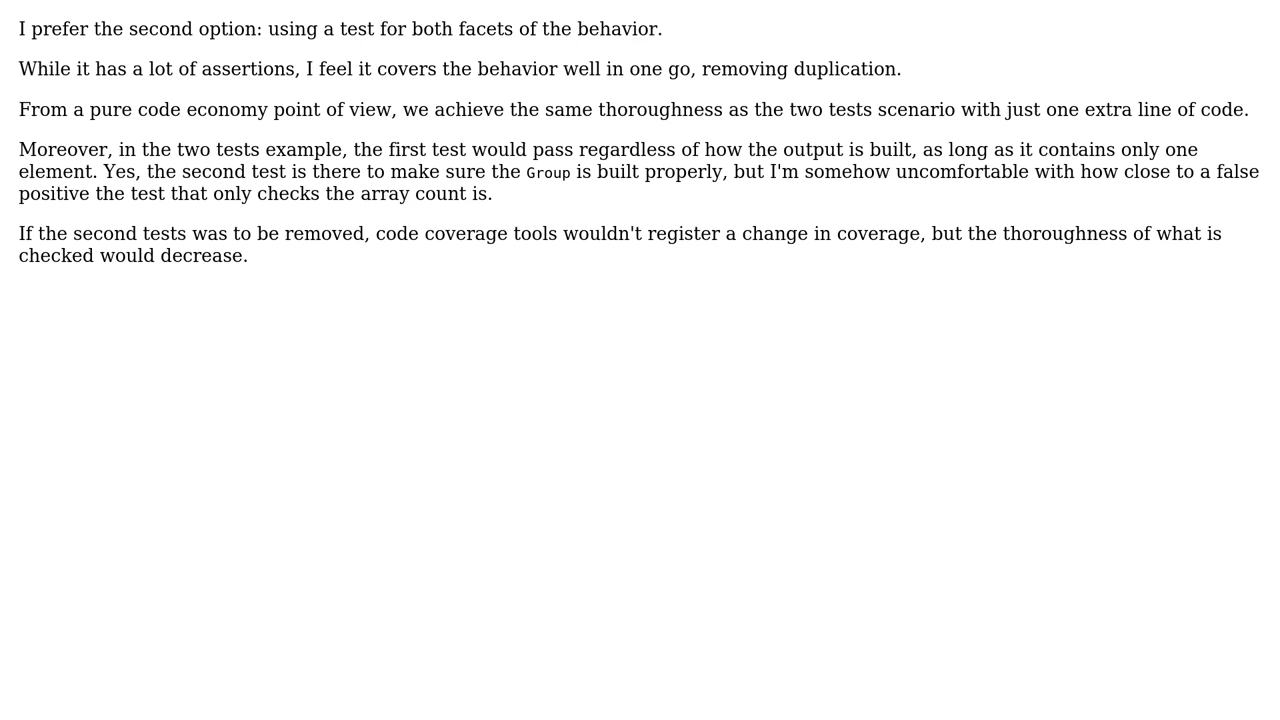 I prefer the second option: using a test for both facets of the behavior.
While it has a lot of assertions, I feel it covers the behavior well in one go, removing duplication.
From a pure code economy point of view, we achieve the same thoroughness as the two tests scenario with just one extra line of code.
Moreover, in the two tests example, the first test would pass regardless of how the output is built, as long as it contains only one
element. Yes, the second test is there to make sure the Group is built properly, but I'm somehow uncomfortable with how close to a false
positive the test that only checks the array count is.
If the second tests was to be removed, code coverage tools wouldn't register a change in coverage, but the thoroughness of what is
checked would decrease.